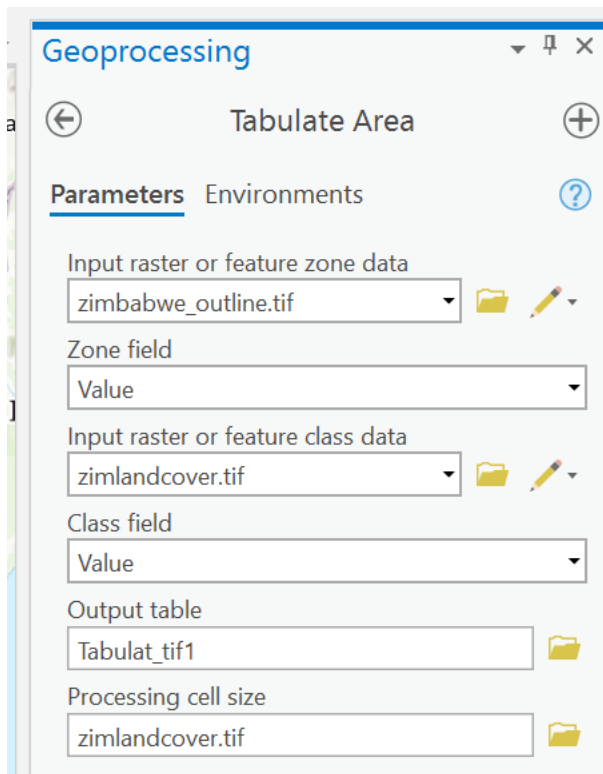 Geoprocessing
Tabulate Area
Parameters Environments
Input raster or feature zone data
zimbabwe_outline.tif
Zone field
Value
Input raster or feature class data
zimlandcover.tif
Class field
Value
Output table
Tabulat_tif1
Processing cell size
zimlandcover.tif